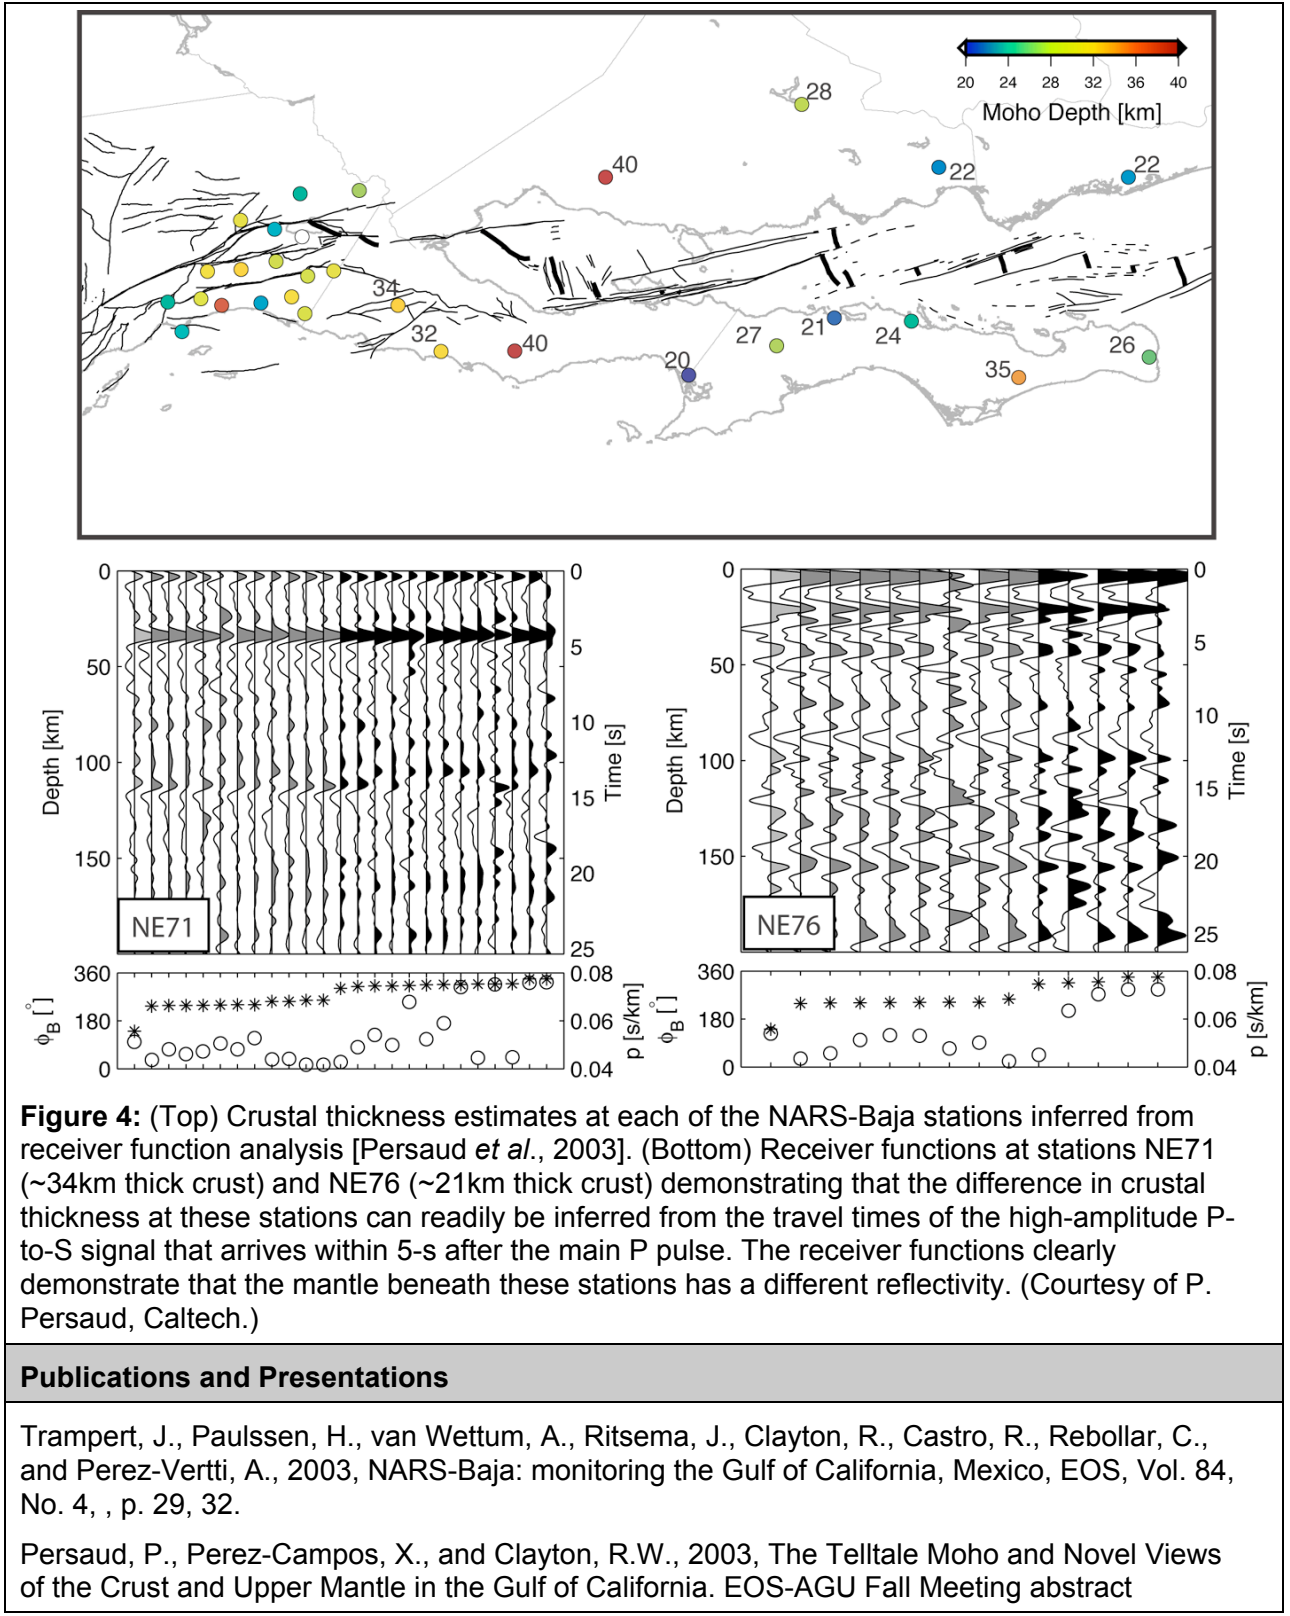 20 24 28 32 36 40
Moho Depth [km]
28
40
22
22
34
32
40
20
27
21
24
35
26
0
50
100
150
Depth [km]
0
5
10
15
20
25
Time [s]
NE71
360
180
0
ϕB [°]
0.08
0.06
0.04
p [s/km]
0
50
100
150
Depth [km]
0
5
10
15
20
25
Time [s]
NE76
360
180
0
ϕB [°]
0.08
0.06
0.04
p [s/km]
Figure 4: (Top) Crustal thickness estimates at each of the NARS-Baja stations inferred from
receiver function analysis [Persaud et al., 2003]. (Bottom) Receiver functions at stations NE71
(~34km thick crust) and NE76 (~21km thick crust) demonstrating that the difference in crustal
thickness at these stations can readily be inferred from the travel times of the high-amplitude P-
to-S signal that arrives within 5-s after the main P pulse. The receiver functions clearly
demonstrate that the mantle beneath these stations has a different reflectivity. (Courtesy of P.
Persaud, Caltech.)
Publications and Presentations
Trampert, J., Paulssen, H., van Wettum, A., Ritsema, J., Clayton, R., Castro, R., Rebollar, C.,
and Perez-Vertti, A., 2003, NARS-Baja: monitoring the Gulf of California, Mexico, EOS, Vol. 84,
No. 4, , p. 29, 32.
Persaud, P., Perez-Campos, X., and Clayton, R.W., 2003, The Telltale Moho and Novel Views
of the Crust and Upper Mantle in the Gulf of California. EOS-AGU Fall Meeting abstract